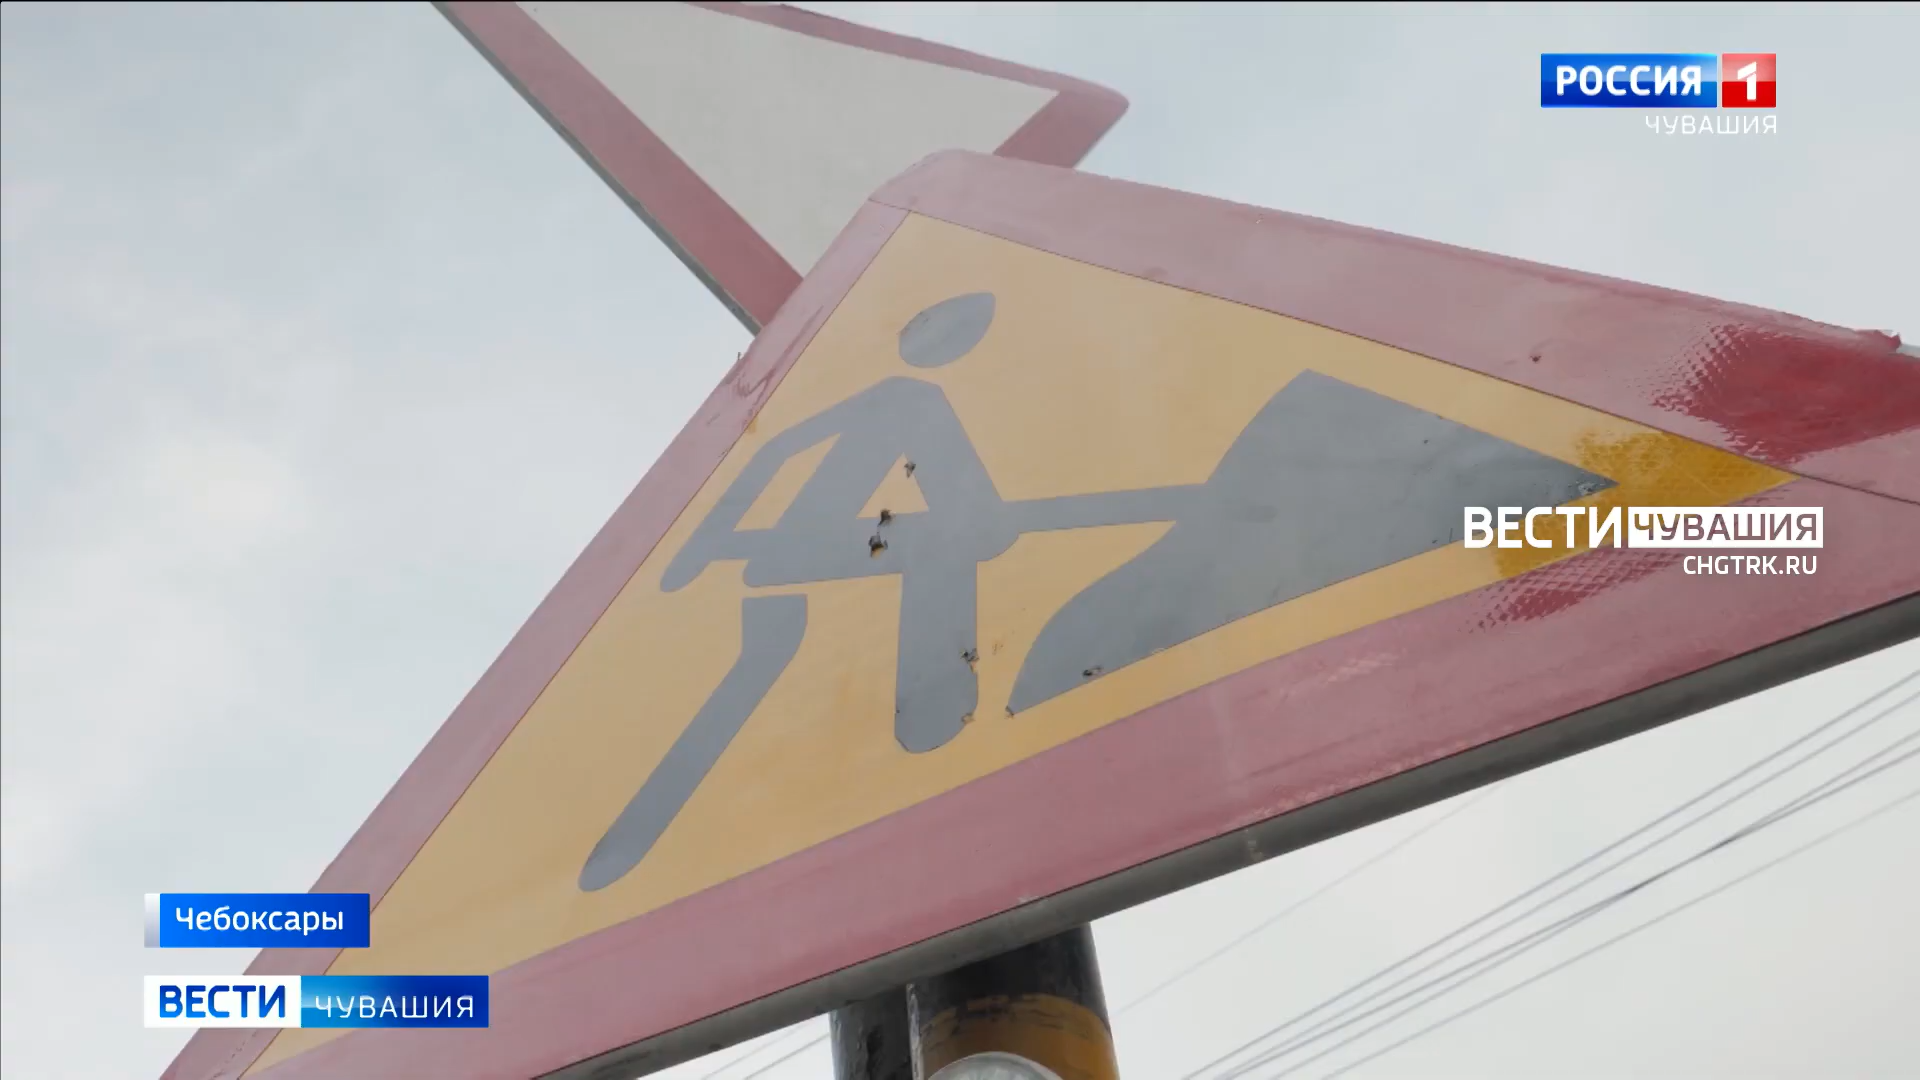 РОССИЯ 1
ЧУВАШИЯ
ВЕСТИ ЧУВАШИЯ
CHGTRK.RU
Чебоксары
ВЕСТИ ЧУВАШИЯ